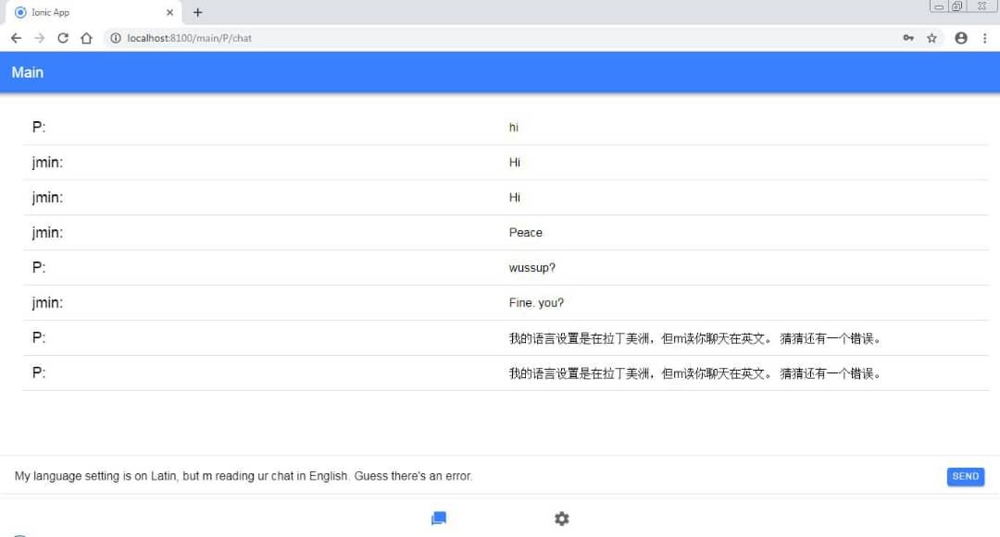 Ionic App
localhost:8100/main/P/chat
Main
P: hi
jmin: Hi
jmin: Hi
jmin: Peace
P: wussup?
jmin: Fine. you?
P: 我的语言设置是在拉丁美洲，但m读你聊天在英文。 猜猜还有一个错误。
P: 我的语言设置是在拉丁美洲，但m读你聊天在英文。 猜猜还有一个错误。
My language setting is on Latin, but m reading ur chat in English. Guess there's an error. SEND